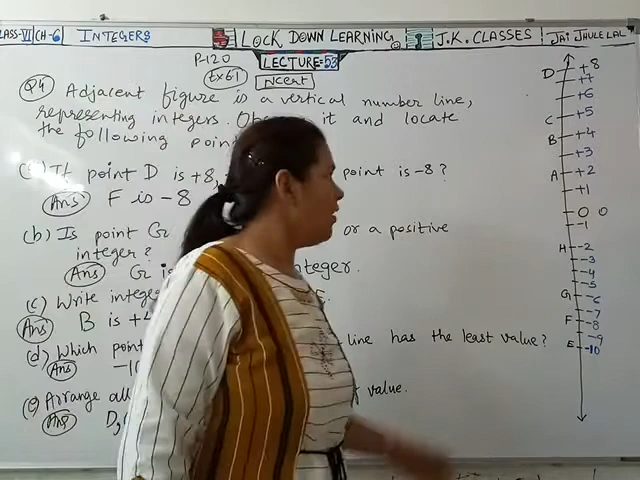 CLASS-VI CH-6 INTEGERS LOCK DOWN LEARNING J.K. CLASSES JAI JHULELAL
P-120 LECTURE:53
Q4 Ex 6.1 NCERT
Adjacent figure is a vertical number line,
representing integers. it and locate
the following
If point D is +8, point is -8?
Ans F is -8
(b) Is point G or a positive
integer?
Ans G is integer.
(c) Write
Ans B is +4
(d) Which point line has the least value?
Ans -10
(e) Arrange all value.
Ans D,
D +8
+7
+6
C +5
B +4
+3
A +2
+1
0 0
-1
H -2
-3
-4
-5
G -6
-7
F -8
-9
E -10